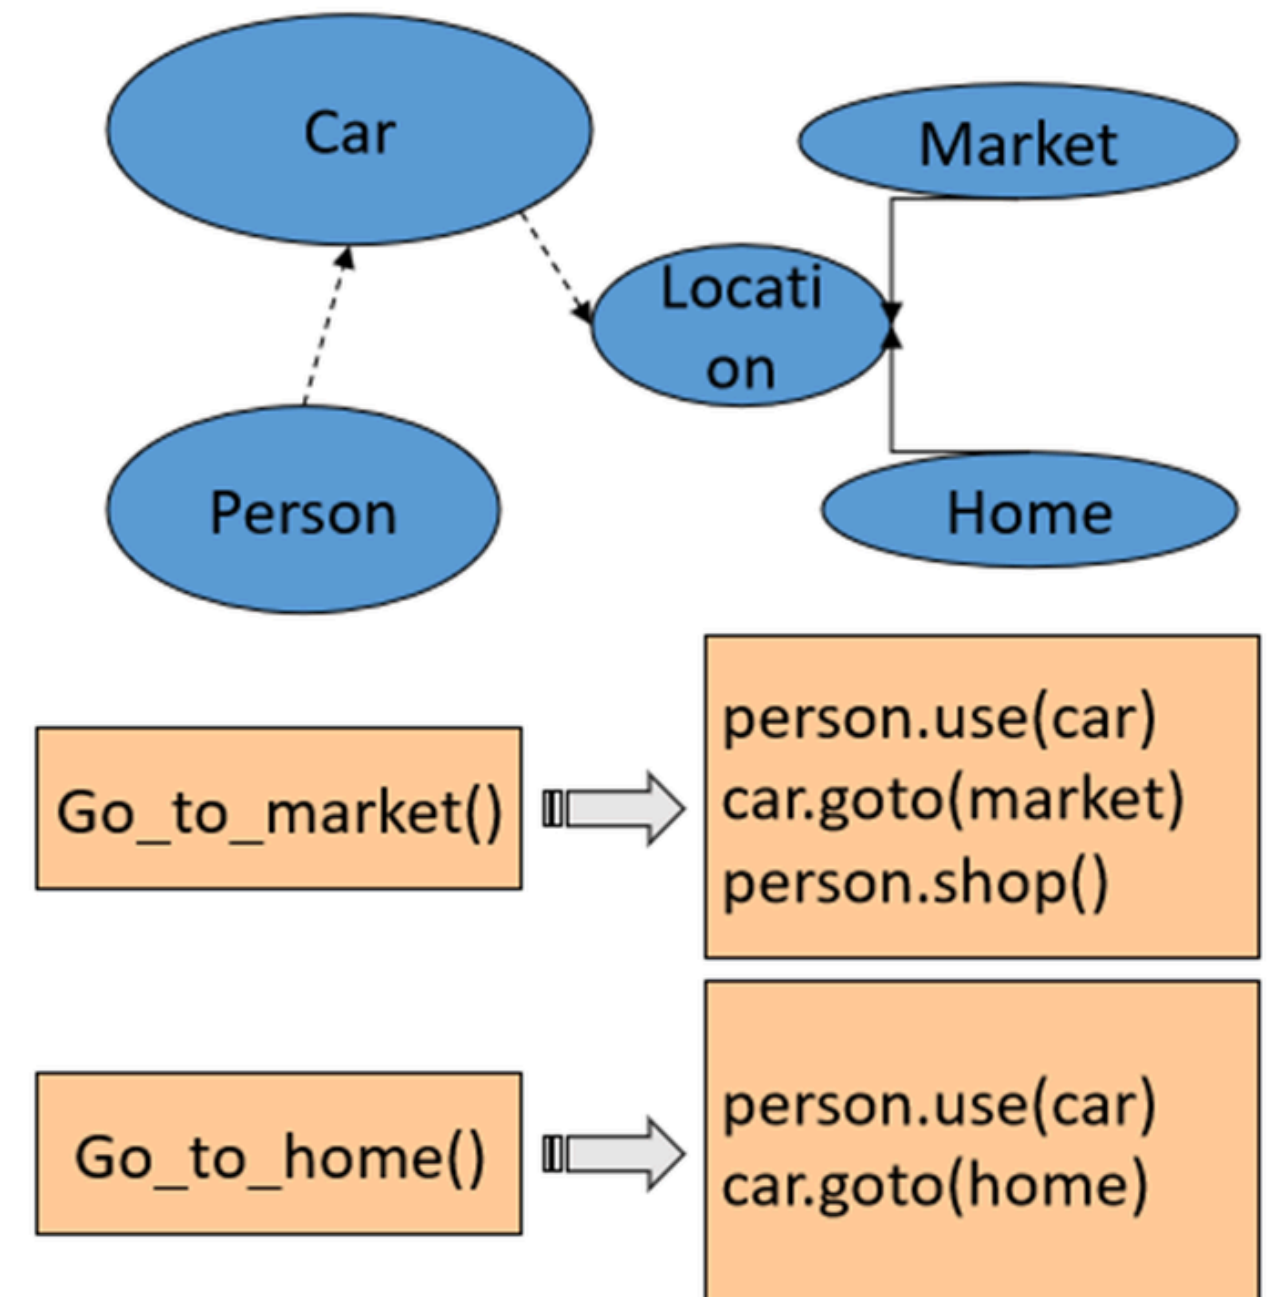 Car
Market
Locati
on
Person
Home
Go_to_market()
person.use(car)
car.goto(market)
person.shop()
Go_to_home()
person.use(car)
car.goto(home)